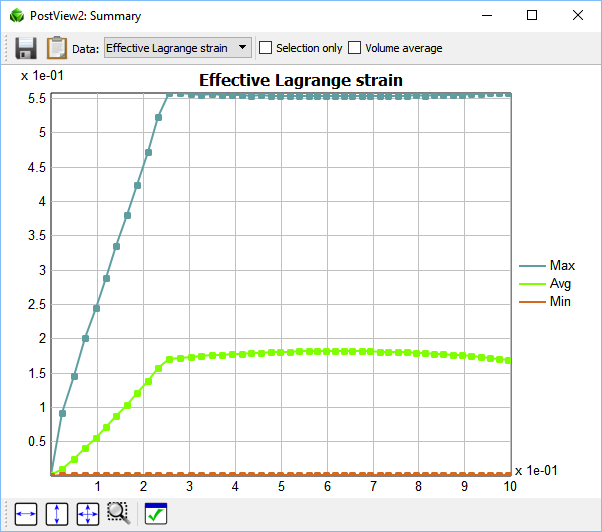 PostView2: Summary
Data: Effective Lagrange strain Selection only Volume average
x 1e-01
Effective Lagrange strain
5.5
5
4.5
4
3.5
3
2.5
2
1.5
1
0.5
Max
Avg
Min
1 2 3 4 5 6 7 8 9 10
x 1e-01